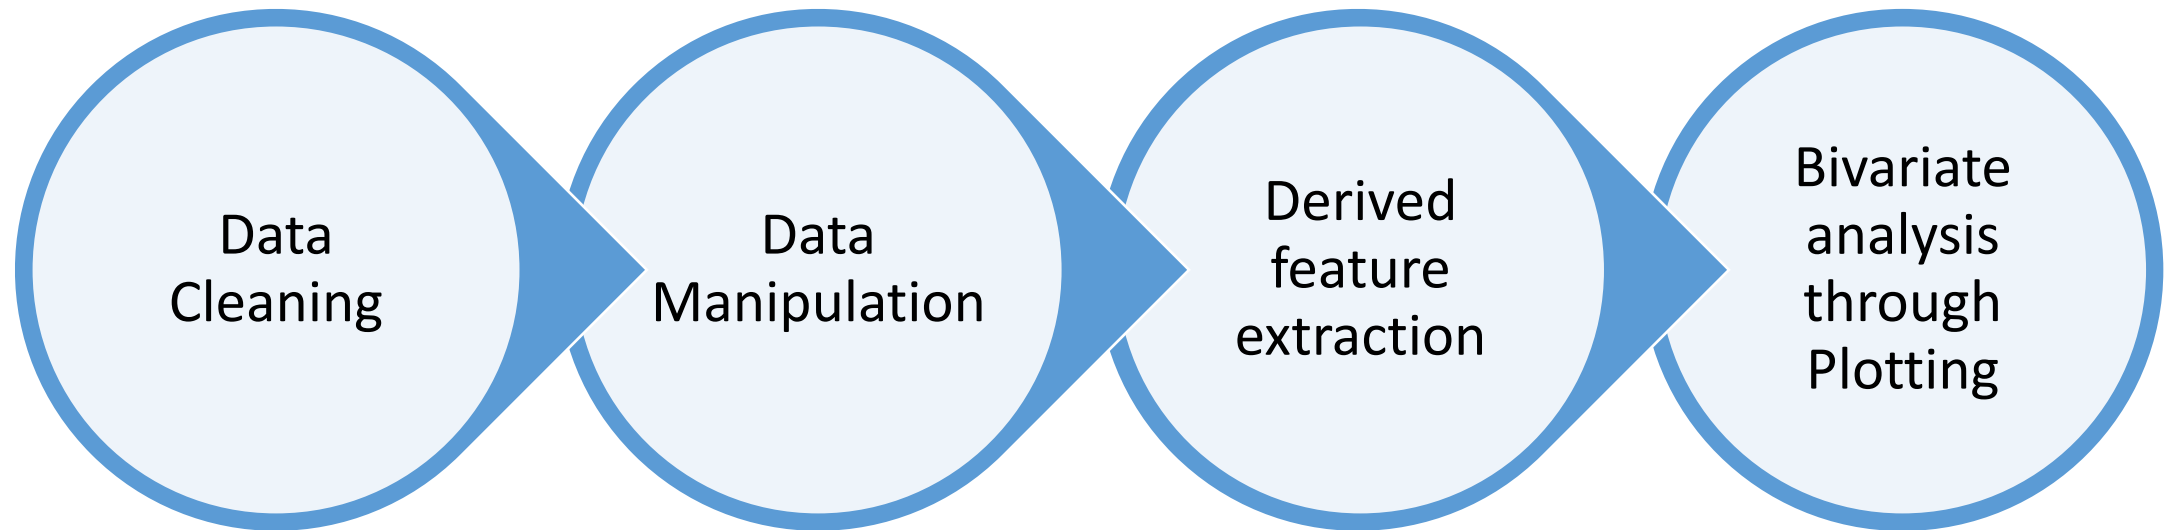 Data
Cleaning
Data
Manipulation
Derived
feature
extraction
Bivariate
analysis
through
Plotting